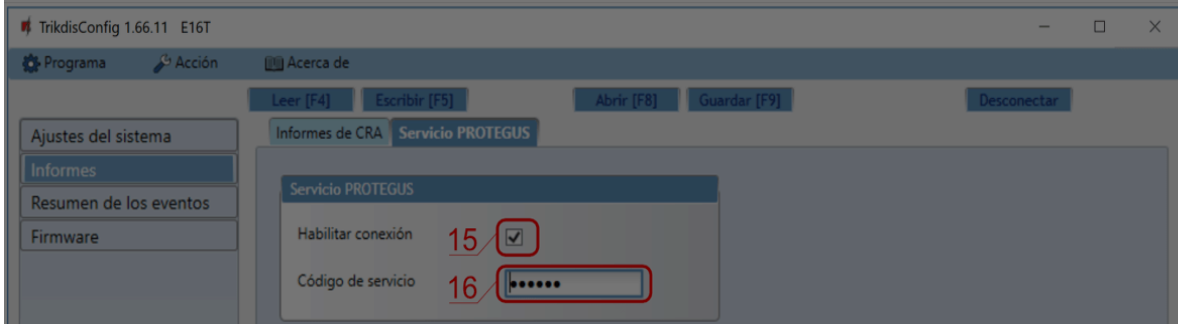 TrikdisConfig 1.66.11 E16T
Programa Acción Acerca de
Leer [F4] Escribir [F5] Abrir [F8] Guardar [F9] Desconectar
Ajustes del sistema
Informes
Resumen de los eventos
Firmware
Informes de CRA Servicio PROTEGUS
Servicio PROTEGUS
Habilitar conexión 15
Código de servicio 16 ••••••